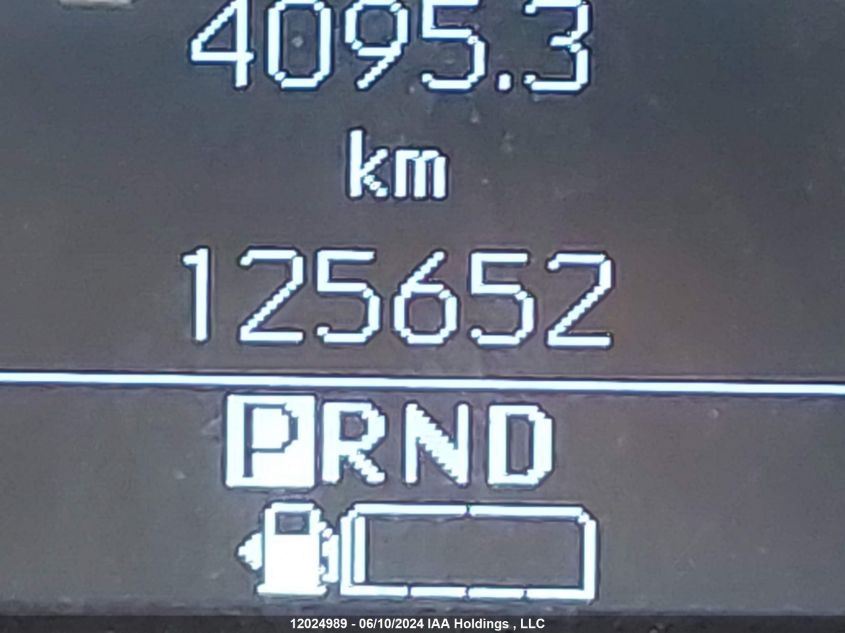 4095.3
km
125652
PRND
12024989 - 06/10/2024 IAA Holdings , LLC